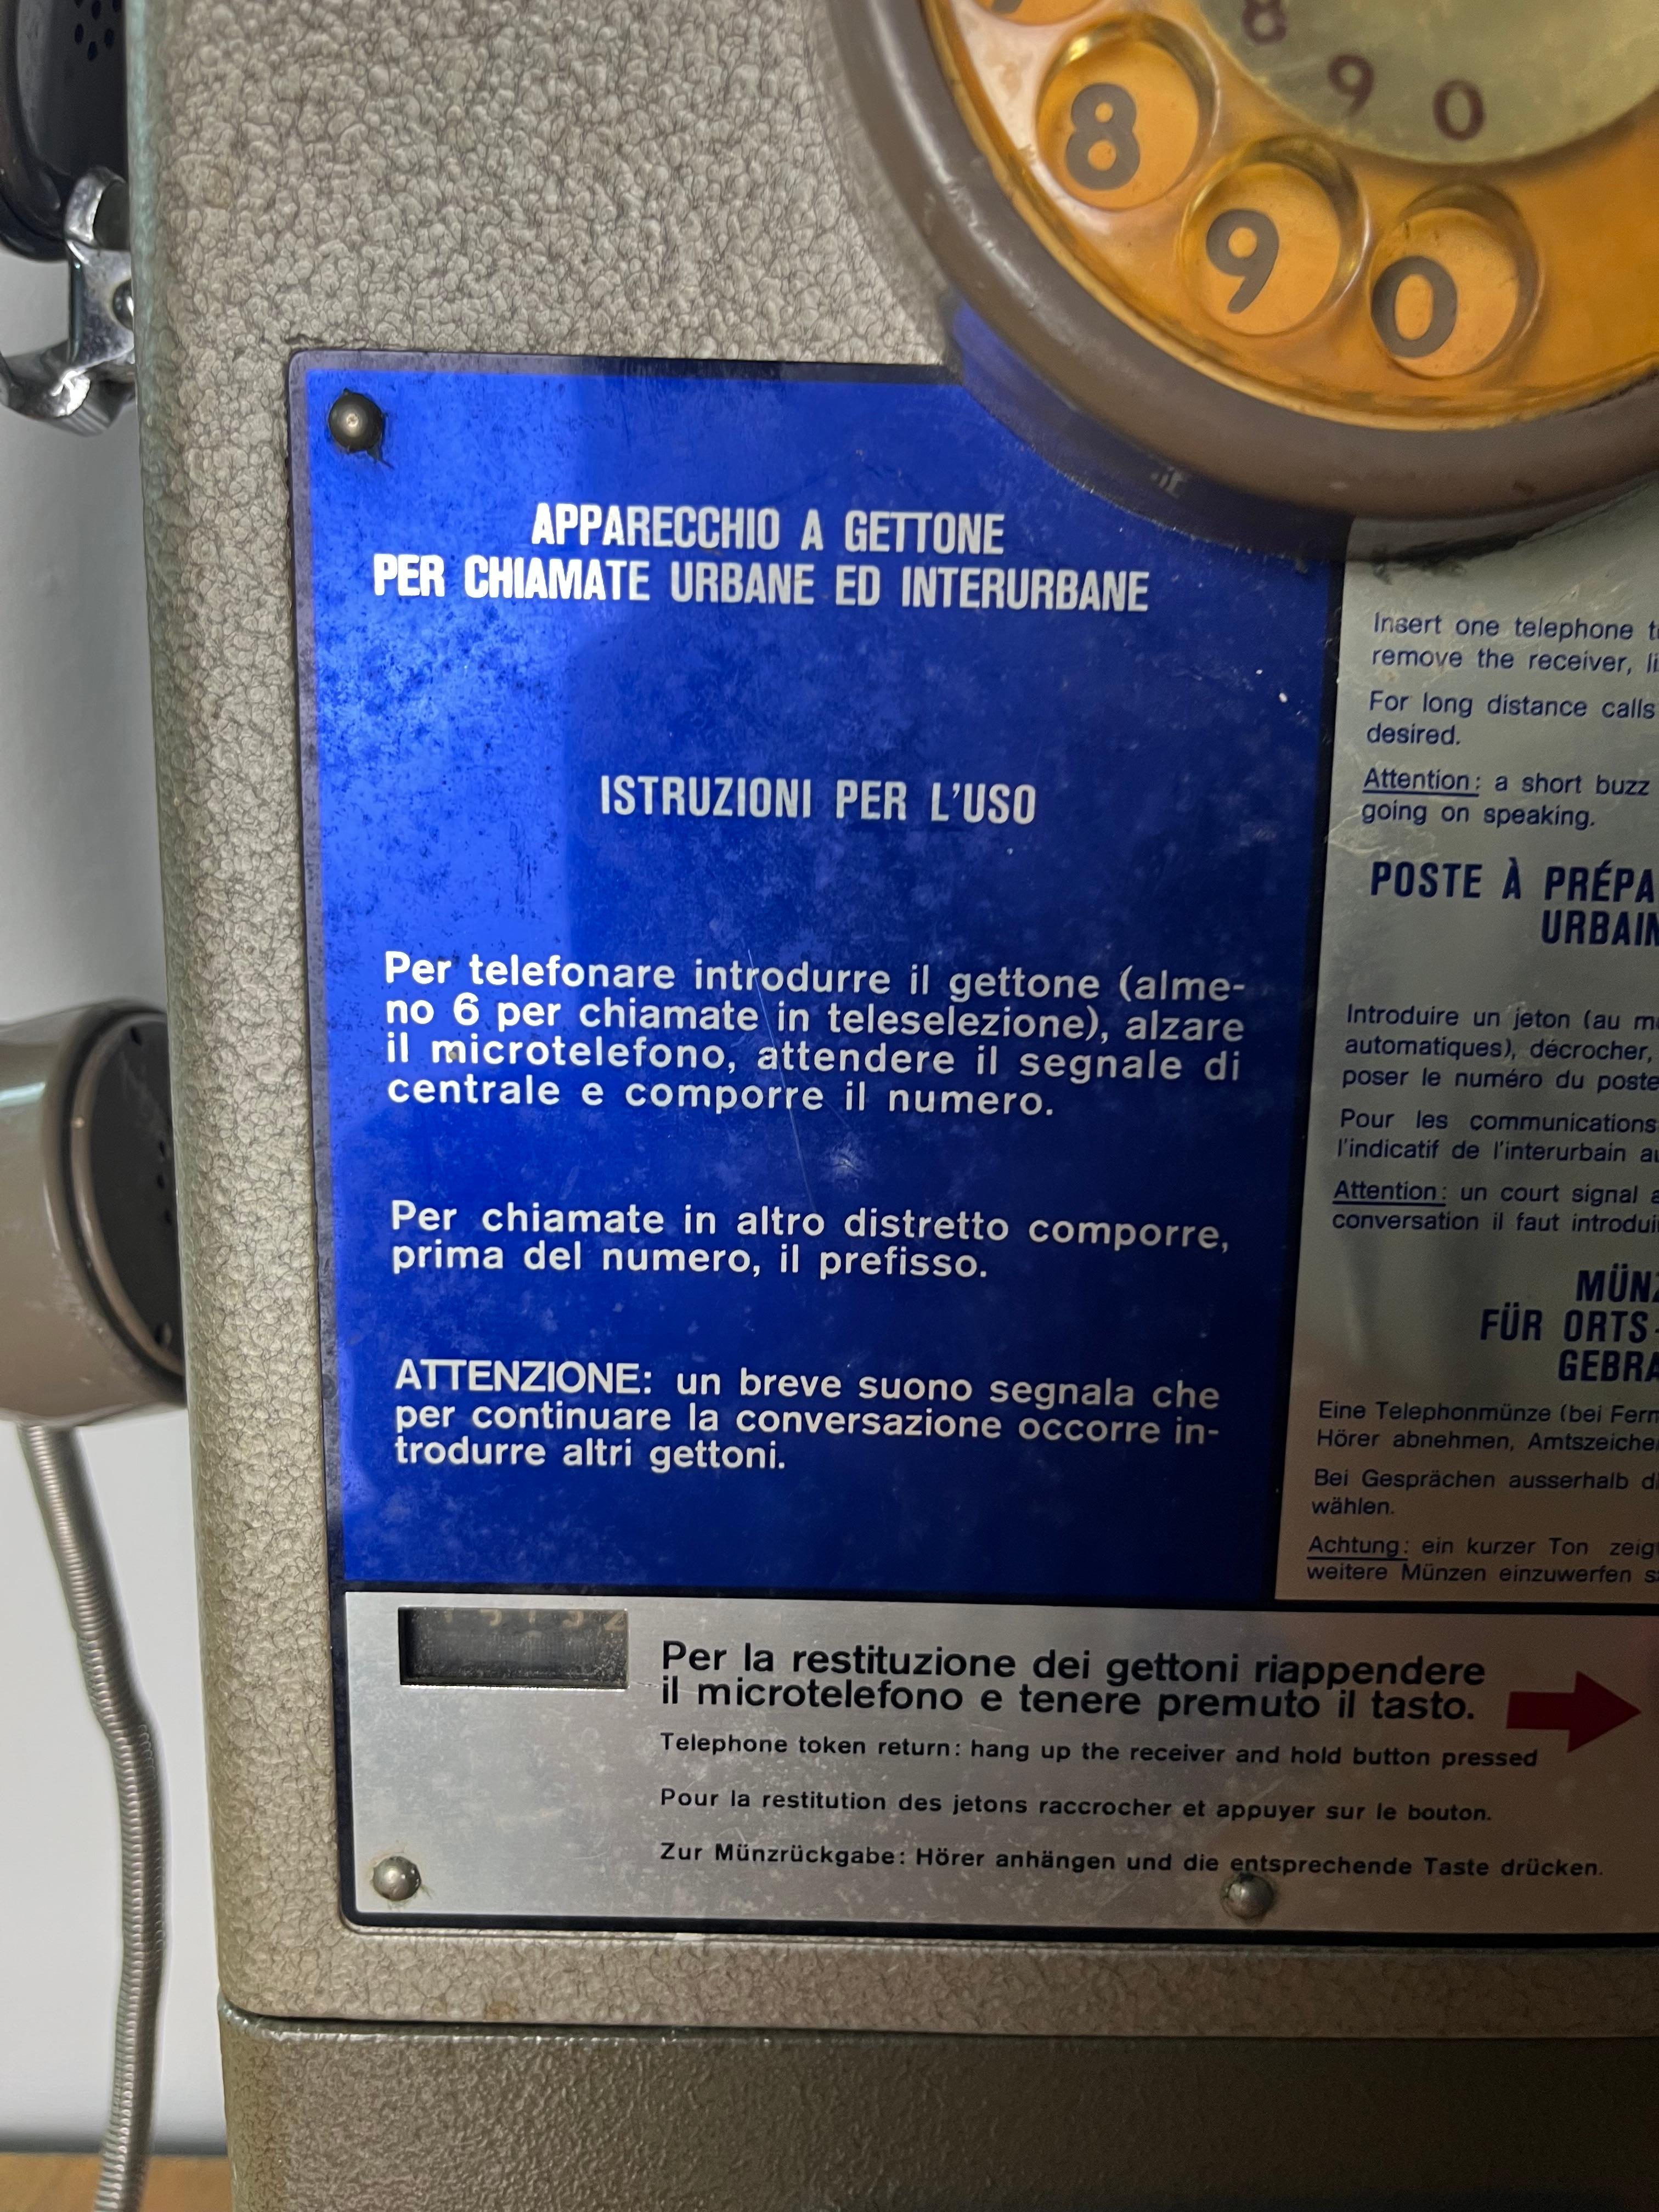 8
9
0
8
9
0
APPARECCHIO A GETTONE
PER CHIAMATE URBANE ED INTERURBANE
ISTRUZIONI PER L'USO
Per telefonare introdurre il gettone (alme-
no 6 per chiamate in teleselezione), alzare
il microtelefono, attendere il segnale di
centrale e comporre il numero.
Per chiamate in altro distretto comporre,
prima del numero, il prefisso.
ATTENZIONE: un breve suono segnala che
per continuare la conversazione occorre in-
trodurre altri gettoni.
Insert one telephone
remove the receiver,
For long distance calls
desired.
Attention: a short buzz
going on speaking.
POSTE À
URBAIN
Introduire un jeton (au
automatiques), décrocher,
poser le numéro du poste
Pour les communications
l'indicatif de l'interurbain
Attention: un court signal
conversation il faut
FÜR ORTS-
Eine Telephonmünze (bei
Hörer abnehmen,
Bei Gesprächen ausserhalb
wählen.
Achtung: ein kurzer Ton
weitere Münzen einzuwerfen
Per la restituzione dei gettoni riappendere
il microtelefono e tenere premuto il tasto.
Telephone token return: hang up the receiver and hold button pressed
Pour la restitution des jetons raccrocher et appuyer sur le bouton.
Zur Münzrückgabe: Hörer anhängen und die entsprechende Taste drücken.